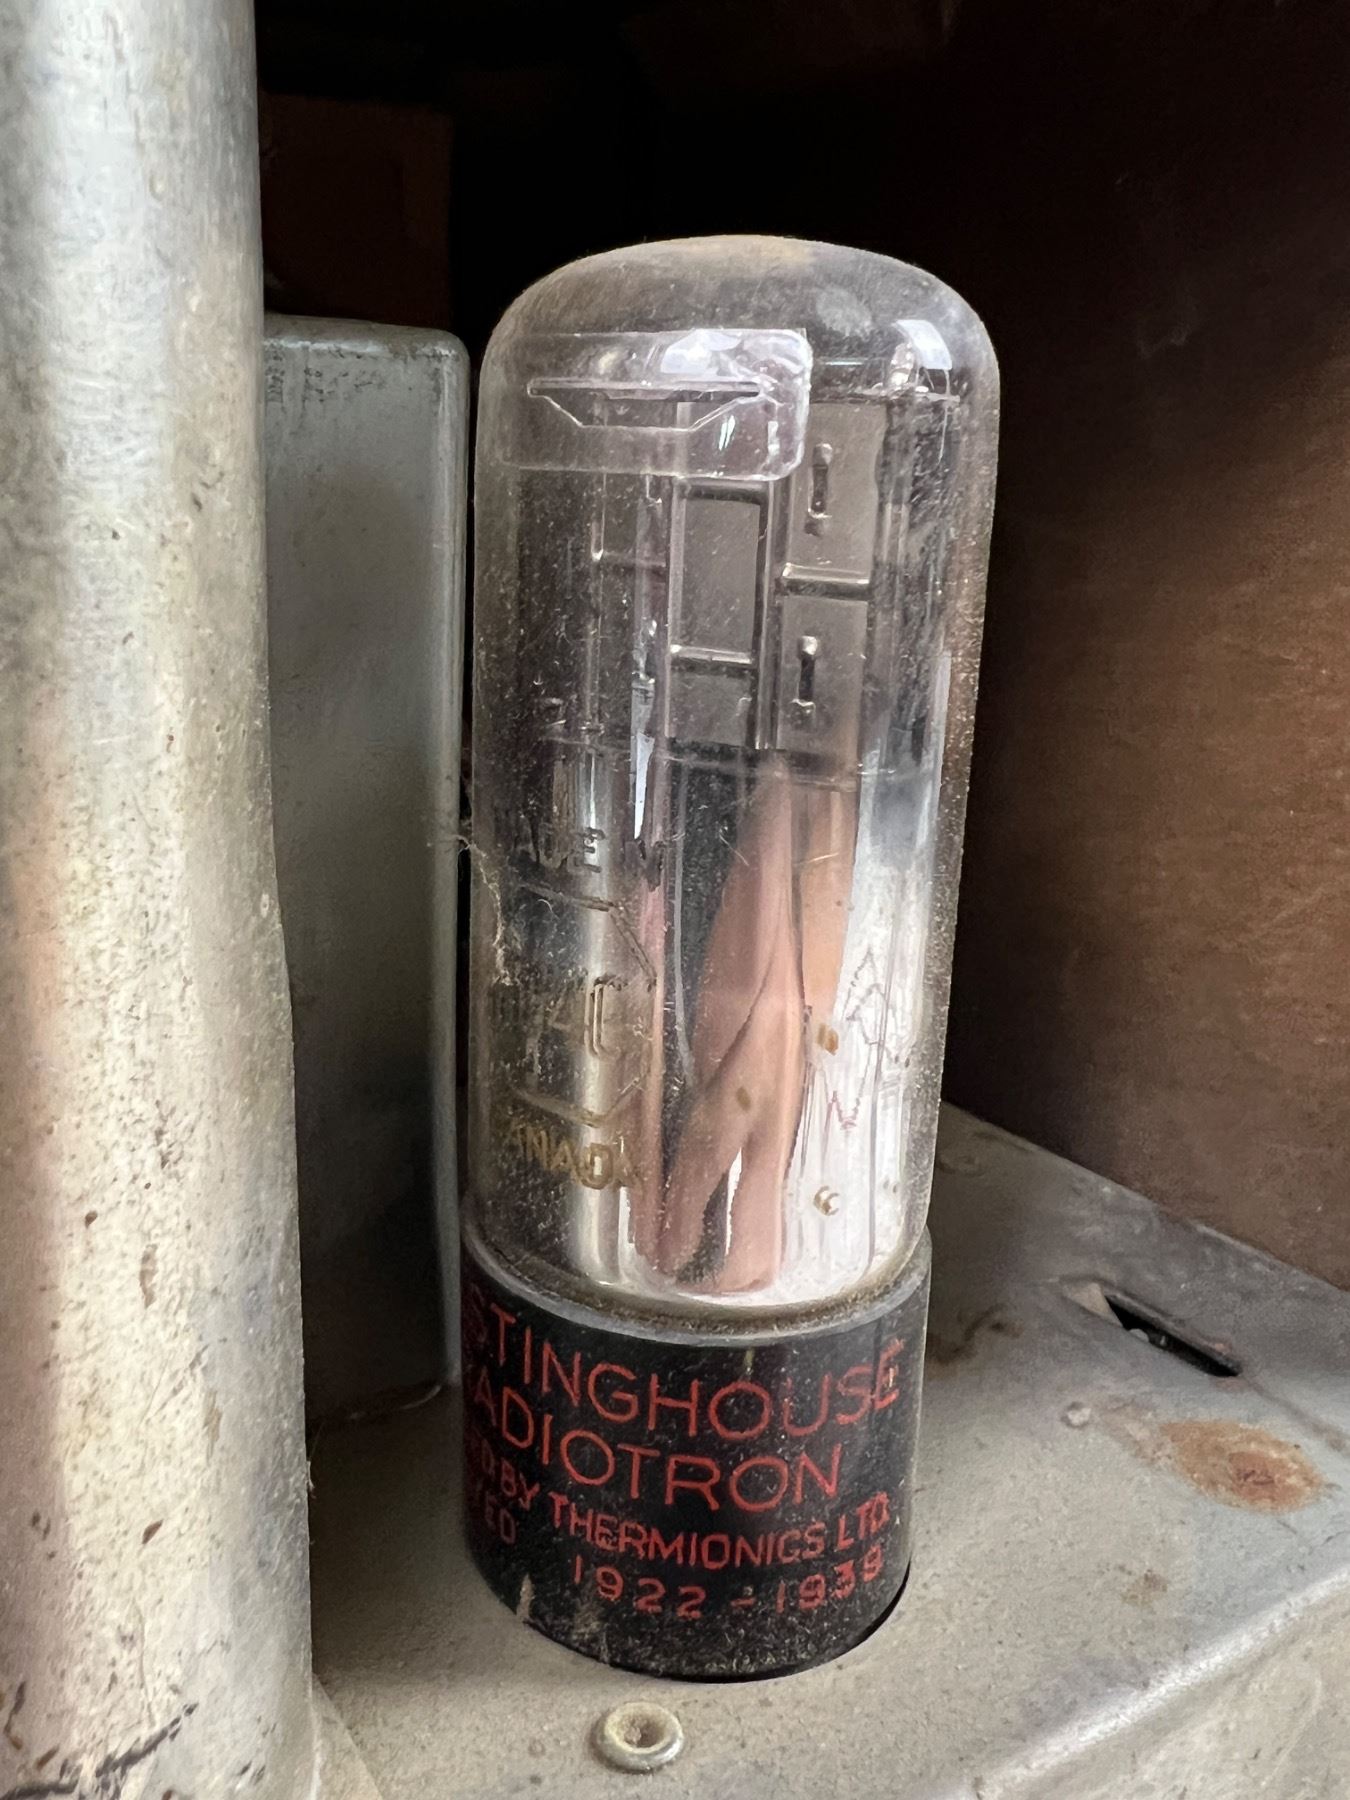 CANADA
STINGHOUSE
ADIOTRON
D BY THERMIONICS LTD.
1922-1939